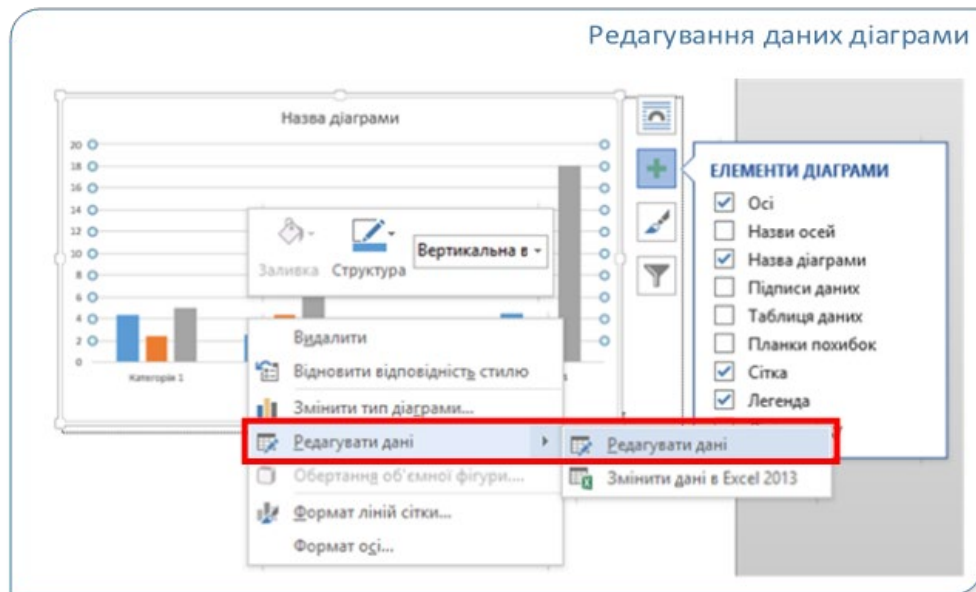 Редагування даних діаграми
Назва діаграми
20
18
16
14
12
10
8
6
4
2
0
Категорія 1
Заливка
Структура
Вертикальна в
Видалити
Відновити відповідність стилю
Змінити тип діаграми...
Редагувати дані
Обертання об'ємної фігури....
Формат ліній сітки...
Формат осі...
Редагувати дані
Змінити дані в Excel 2013
ЕЛЕМЕНТИ ДІАГРАМИ
Осі
Назви осей
Назва діаграми
Підписи даних
Таблиця даних
Планки похибок
Сітка
Легенда